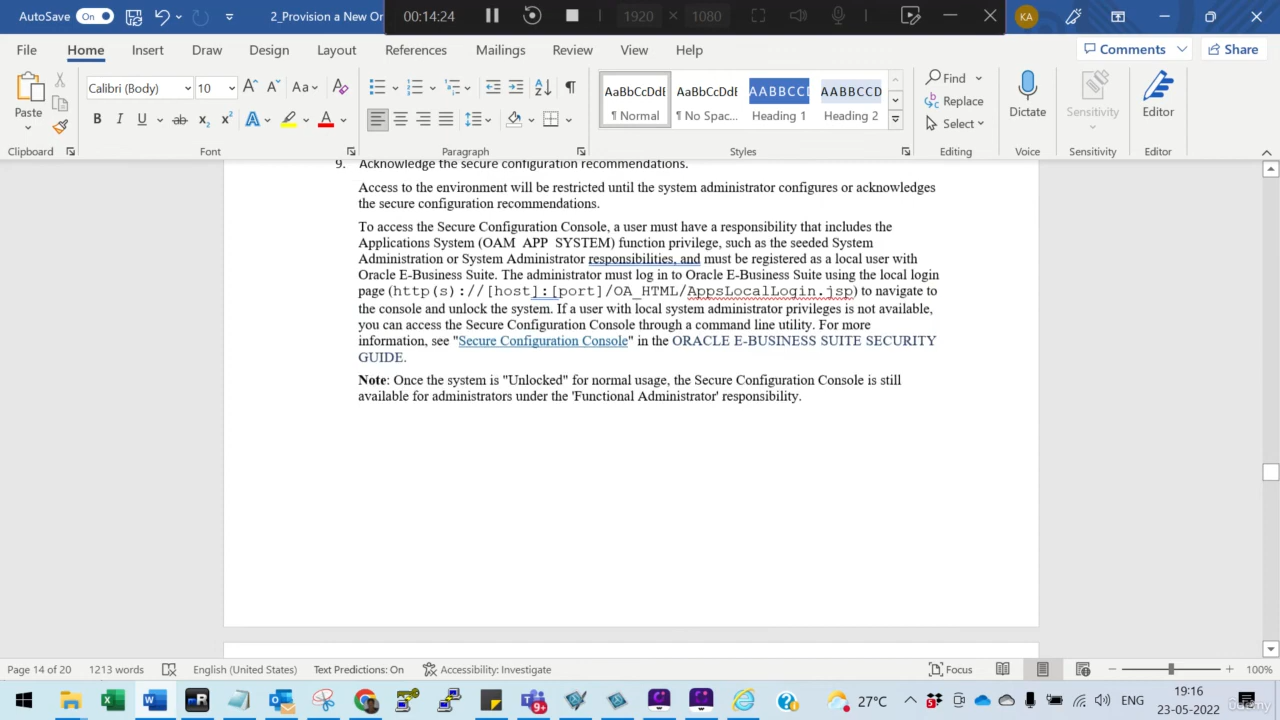 AutoSave On 2_Provision a New Or 00:14:24 1920 × 1080 KA
File Home Insert Draw Design Layout References Mailings Review View Help Comments Share
Paste Calibri (Body) 10 Aa AaBbCcDdE AaBbCcDdE AABBCCD AABBCCD Find Replace Select Dictate Sensitivity Editor
B I U ab x₂ x² A A ¶ Normal ¶ No Spac... Heading 1 Heading 2
Clipboard Font Paragraph Styles Editing Voice Sensitivity Editor
9. Acknowledge the secure configuration recommendations.
Access to the environment will be restricted until the system administrator configures or acknowledges
the secure configuration recommendations.
To access the Secure Configuration Console, a user must have a responsibility that includes the
Applications System (OAM_APP_SYSTEM) function privilege, such as the seeded System
Administration or System Administrator responsibilities, and must be registered as a local user with
Oracle E-Business Suite. The administrator must log in to Oracle E-Business Suite using the local login
page (http(s)://[host]:[port]/OA_HTML/AppsLocalLogin.jsp) to navigate to
the console and unlock the system. If a user with local system administrator privileges is not available,
you can access the Secure Configuration Console through a command line utility. For more
information, see "Secure Configuration Console" in the ORACLE E-BUSINESS SUITE SECURITY
GUIDE.
Note: Once the system is "Unlocked" for normal usage, the Secure Configuration Console is still
available for administrators under the 'Functional Administrator' responsibility.
Page 14 of 20 1213 words English (United States) Text Predictions: On Accessibility: Investigate Focus 100%
9+ 27°C 5 ENG 19:16
23-05-2022
udemy